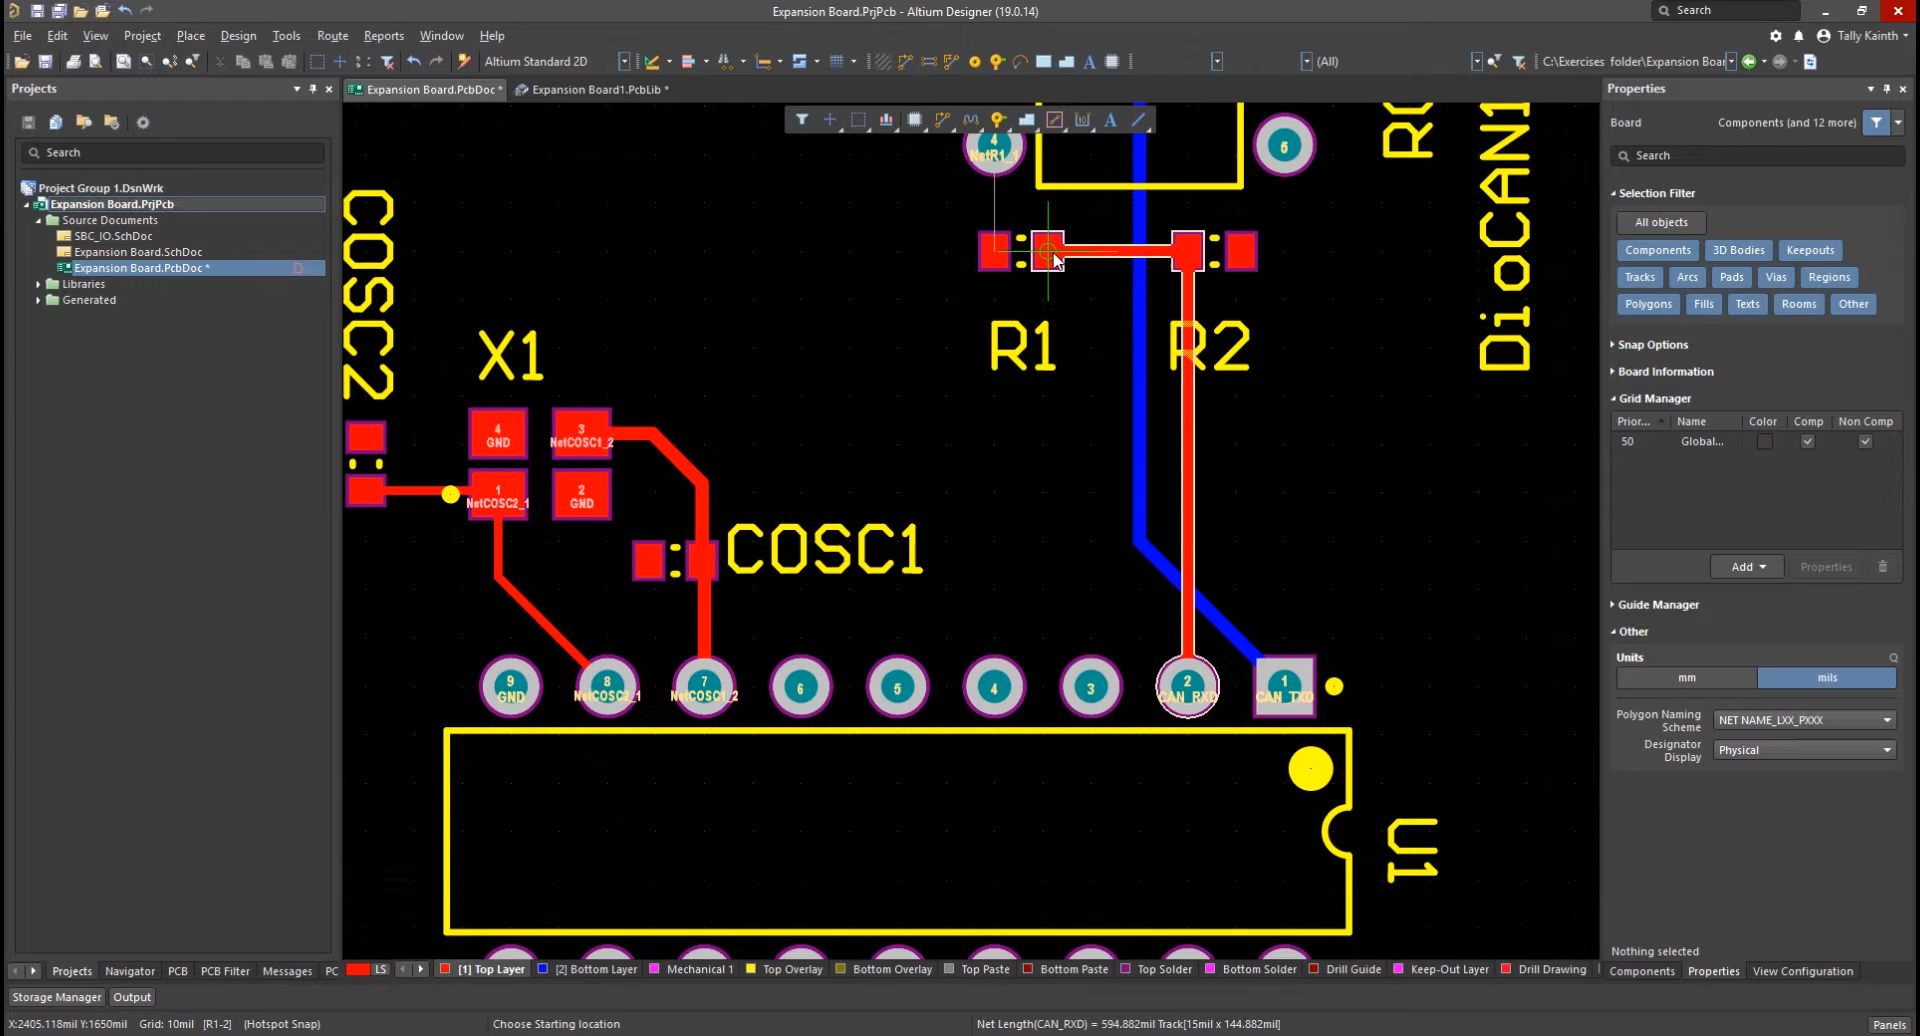 Expansion Board.PrjPcb - Altium Designer (19.0.14)
Search
File Edit View Project Place Design Tools Route Reports Window Help
Tally Kainth
Altium Standard 2D
(All)
C:\Exercises folder\Expansion Boar
Projects
Expansion Board.PcbDoc *
Expansion Board1.PcbLib *
Properties
Board
Components (and 12 more)
Search
Search
Project Group 1.DsnWrk
Expansion Board.PrjPcb
Source Documents
SBC_IO.SchDoc
Expansion Board.SchDoc
Expansion Board.PcbDoc *
Libraries
Generated
COSC2
X1
4
GND
3
NetCOSC1_2
1
NetCOSC2_1
2
GND
COSC1
4
NetR1_1
5
R1
R2
DioCAN1
9
GND
8
NetCOSC2_1
7
NetCOSC1_2
6
5
4
3
2
CAN_RXD
1
CAN_TXD
U1
Selection Filter
All objects
Components 3D Bodies Keepouts
Tracks Arcs Pads Vias Regions
Polygons Fills Texts Rooms Other
Snap Options
Board Information
Grid Manager
Prior... Name Color Comp Non Comp
50 Global...
Add Properties
Guide Manager
Other
Units
mm mils
Polygon Naming Scheme NET NAME_LXX_PXXX
Designator Display Physical
Nothing selected
Components Properties View Configuration
Projects Navigator PCB PCB Filter Messages PC
LS [1] Top Layer [2] Bottom Layer Mechanical 1 Top Overlay Bottom Overlay Top Paste Bottom Paste Top Solder Bottom Solder Drill Guide Keep-Out Layer Drill Drawing
Storage Manager Output
X:2405.118mil Y:1650mil Grid: 10mil [R1-2] (Hotspot Snap)
Choose Starting location
Net Length(CAN_RXD) = 594.882mil Track[15mil x 144.882mil]
Panels